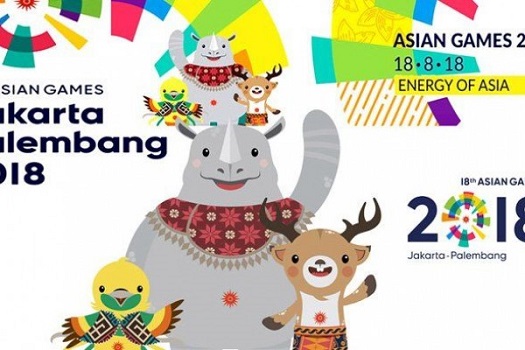 ASIAN GAMES
akarta
alembang
018
ASIAN GAMES 2
18·8·18
ENERGY OF ASIA
18th ASIAN GA
2018
Jakarta-Palembang